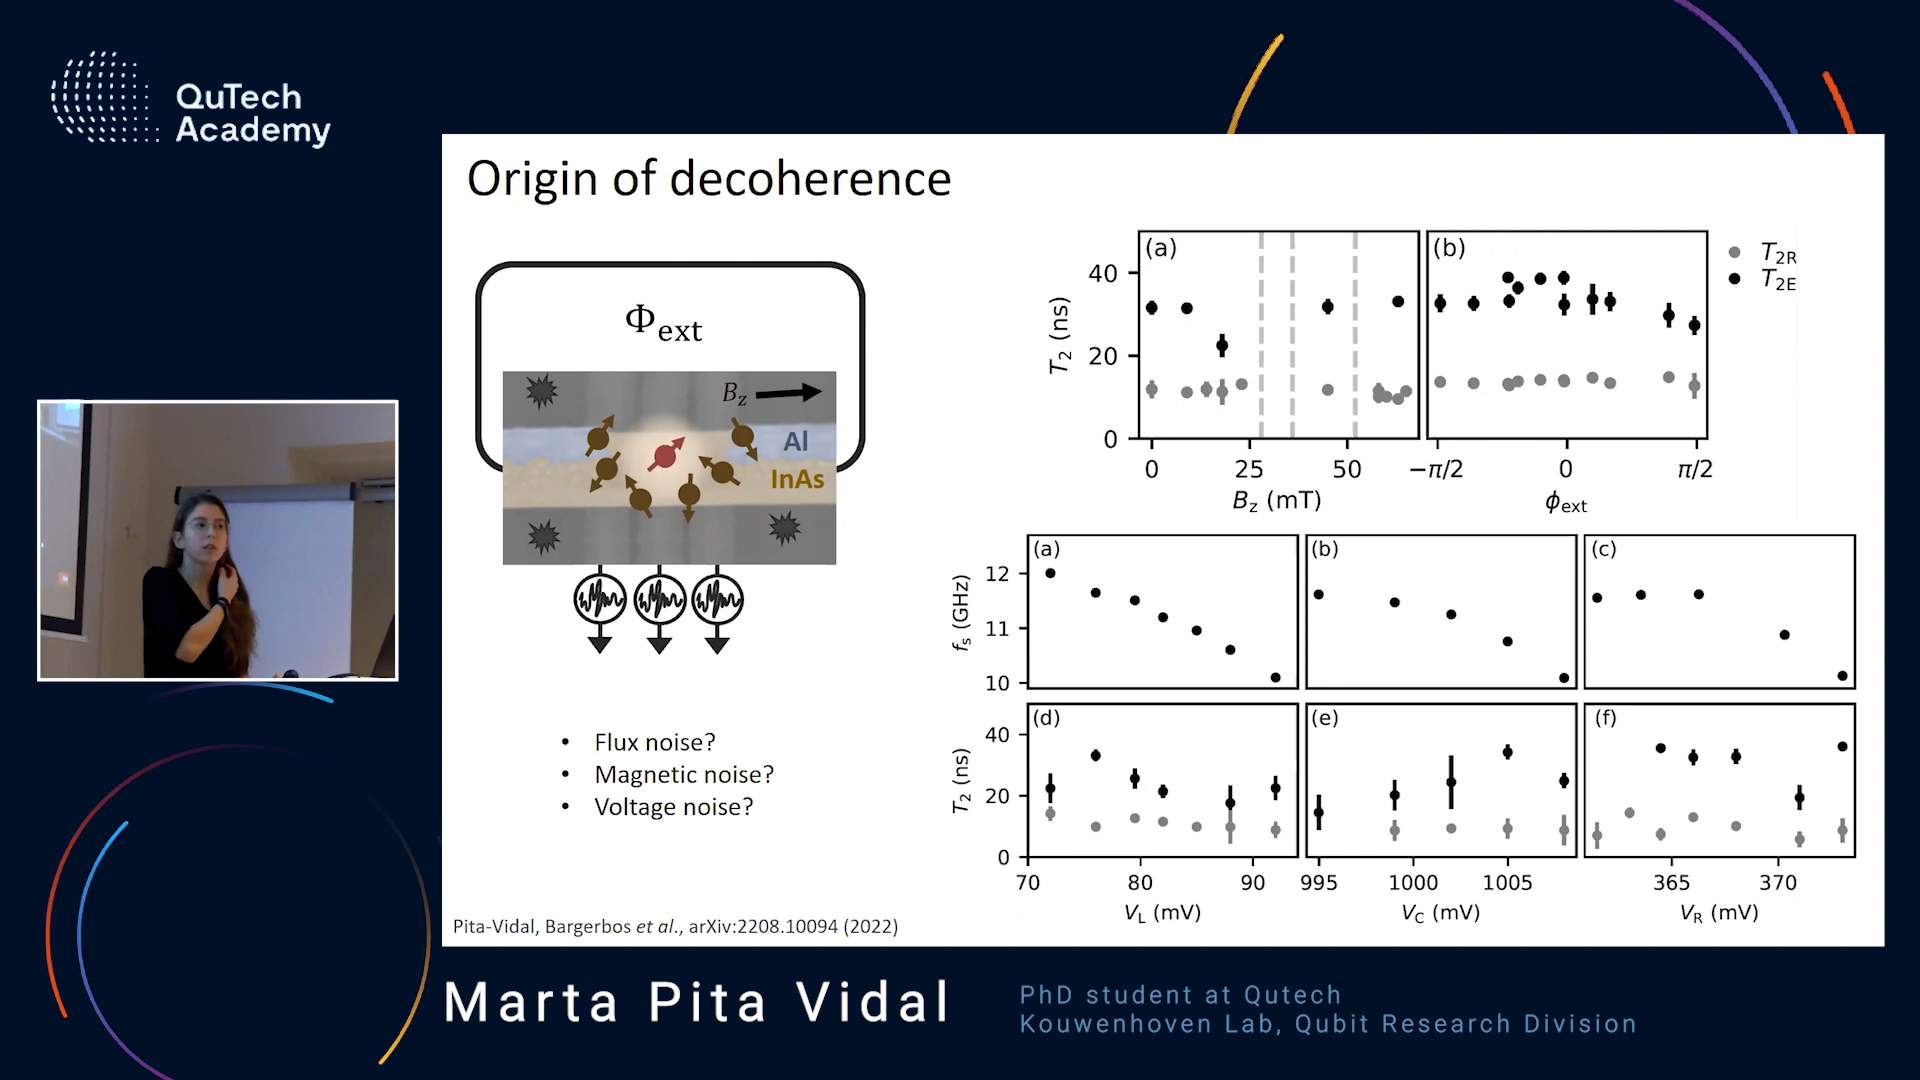 QuTech
Academy
Origin of decoherence
Φext
Bz
Al
InAs
• Flux noise?
• Magnetic noise?
• Voltage noise?
Pita-Vidal, Bargerbos et al., arXiv:2208.10094 (2022)
(a)
(b)
T2R
T2E
T2 (ns)
40
20
0
0
25
50
−π/2
0
π/2
Bz (mT)
ϕext
(a)
(b)
(c)
fs (GHz)
12
11
10
(d)
(e)
(f)
T2 (ns)
40
20
0
70
80
90
995
1000
1005
365
370
VL (mV)
VC (mV)
VR (mV)
Marta Pita Vidal
PhD student at Qutech
Kouwenhoven Lab, Qubit Research Division